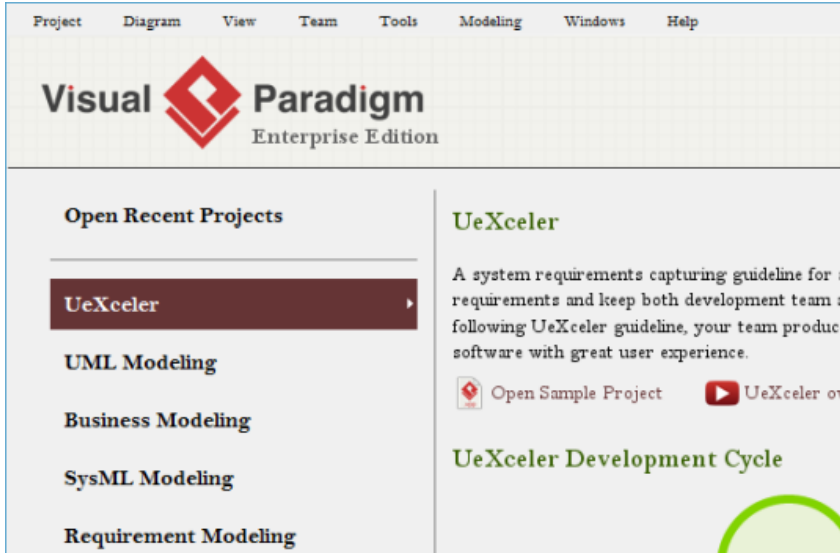 Project Diagram View Team Tools Modeling Windows Help
Visual Paradigm
Enterprise Edition
Open Recent Projects
UeXceler
UML Modeling
Business Modeling
SysML Modeling
Requirement Modeling
UeXceler
A system requirements capturing guideline for
requirements and keep both development team
following UeXceler guideline, your team produc
software with great user experience.
Open Sample Project UeXceler ov
UeXceler Development Cycle